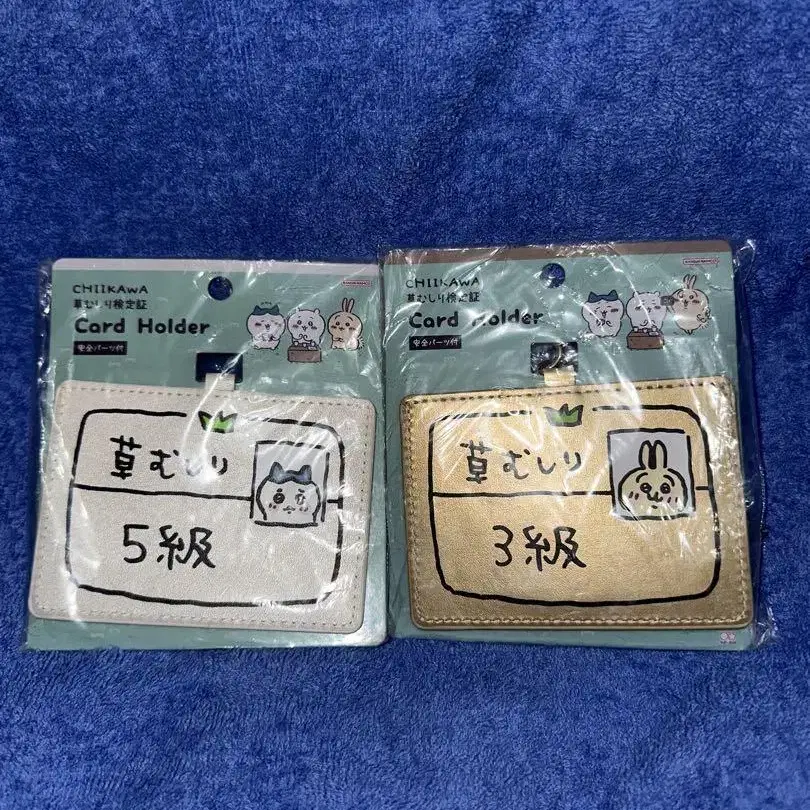 CHIIKAWA
草むしり検定証
Card Holder
安全パーツ付
草むしり
5級
CHIIKAWA
草むしり検定証
Card Holder
安全パーツ付
草むしり
3級